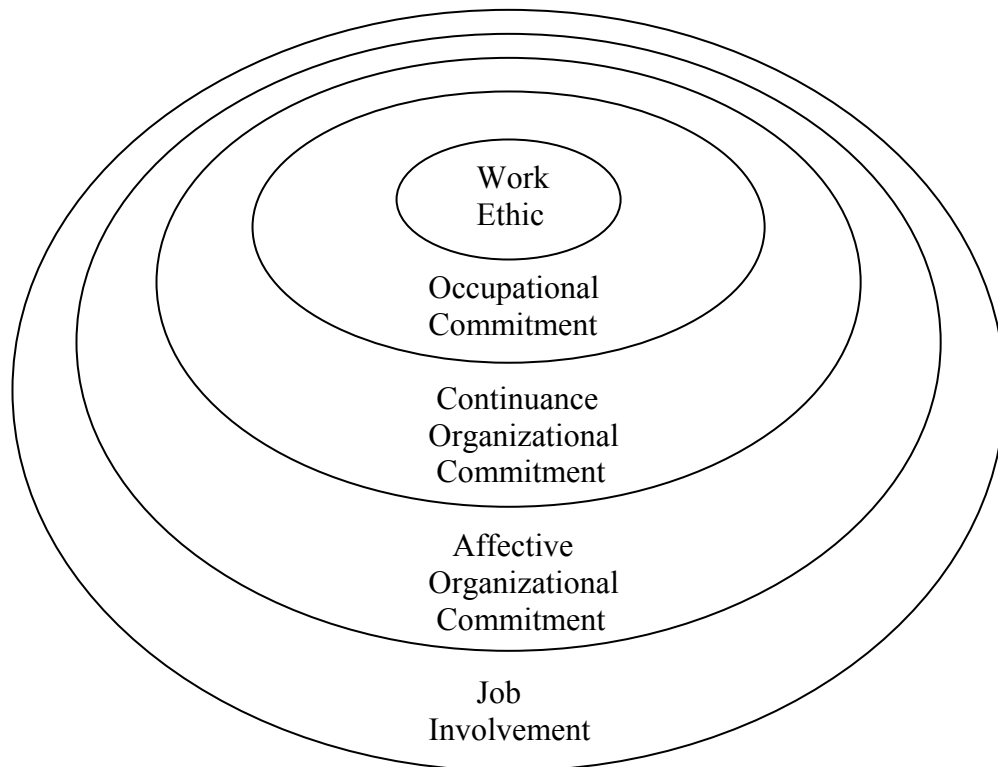 Work
Ethic
Occupational
Commitment
Continuance
Organizational
Commitment
Affective
Organizational
Commitment
Job
Involvement